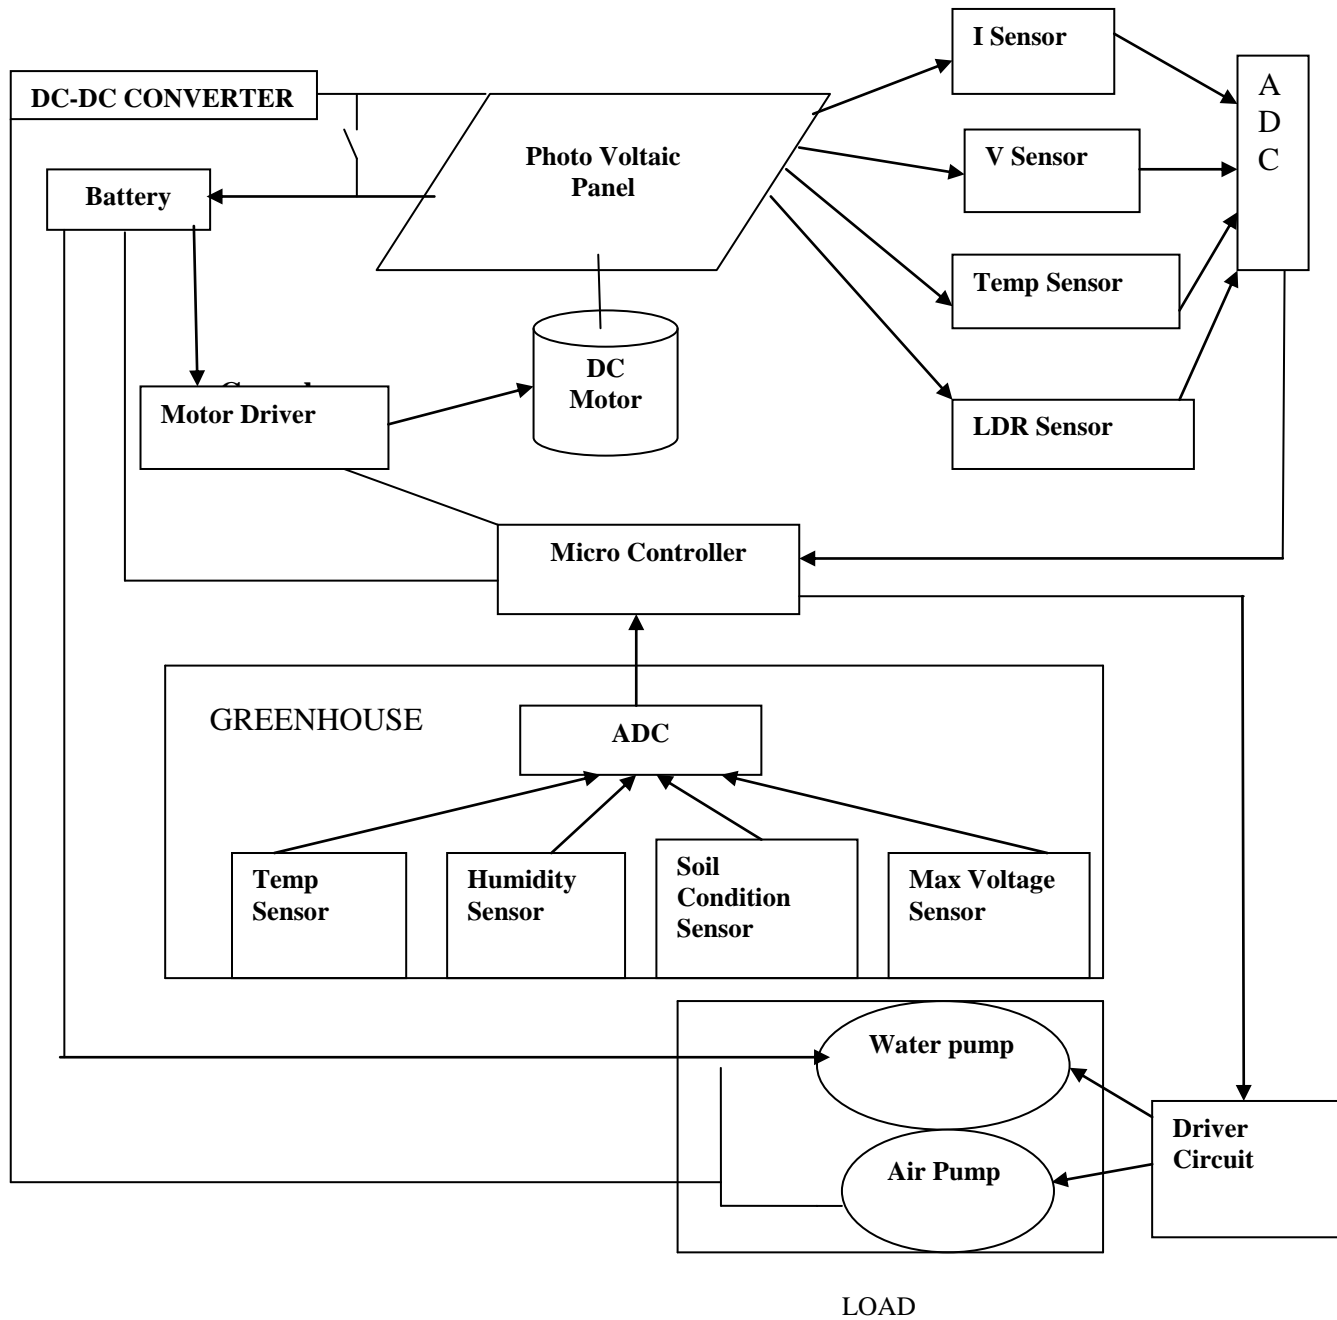 I Sensor
A
D
C
DC-DC CONVERTER
Photo Voltaic
Panel
V Sensor
Battery
Temp Sensor
DC
Motor
Motor Driver
LDR Sensor
Micro Controller
GREENHOUSE
ADC
Temp
Sensor
Humidity
Sensor
Soil
Condition
Sensor
Max Voltage
Sensor
Water pump
Driver
Circuit
Air Pump
LOAD